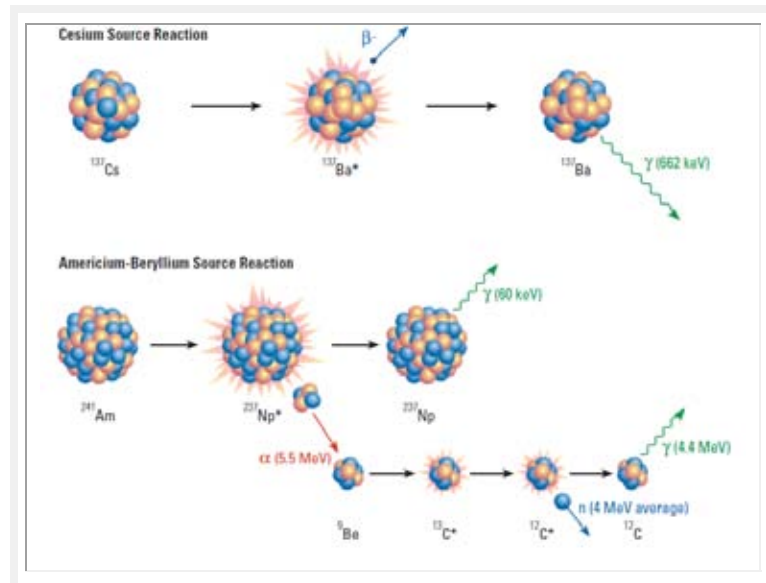 Cesium Source Reaction
β-
¹³⁷Cs
¹³⁷Ba*
¹³⁷Ba
γ (662 keV)
Americium-Beryllium Source Reaction
γ (60 keV)
²⁴¹Am
²³⁷Np*
²³⁷Np
α (5.5 MeV)
γ (4.4 MeV)
n (4 MeV average)
⁹Be
¹³C*
¹²C*
¹²C